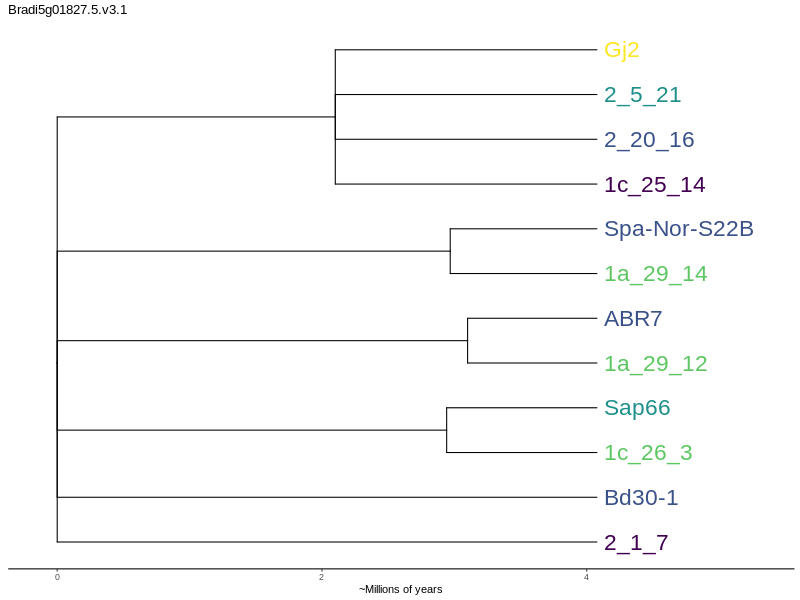 Bradi5g01827.5.v3.1
Gj2
2_5_21
2_20_16
1c_25_14
Spa-Nor-S22B
1a_29_14
ABR7
1a_29_12
Sap66
1c_26_3
Bd30-1
2_1_7
0 2 4
~Millions of years